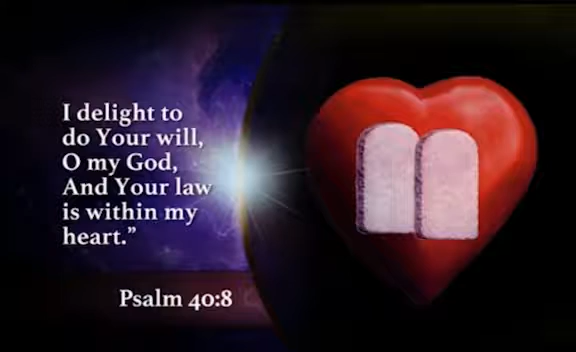 I delight to
do Your will,
O my God,
And Your law
is within my
heart.”
Psalm 40:8